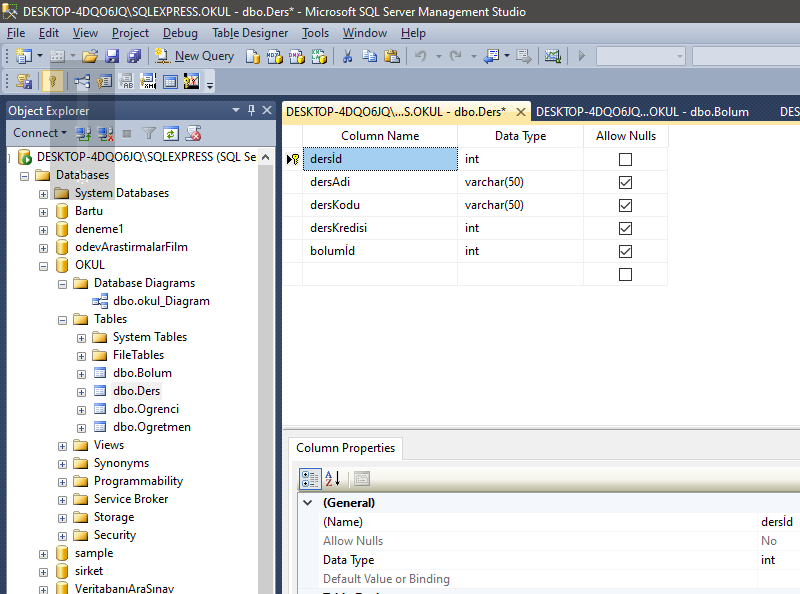 DESKTOP-4DQO6JQ\SQLEXPRESS.OKUL - dbo.Ders* - Microsoft SQL Server Management Studio
File Edit View Project Debug Table Designer Tools Window Help
New Query
Object Explorer
Connect
DESKTOP-4DQO6JQ\SQLEXPRESS (SQL Se
Databases
System Databases
Bartu
deneme1
odevArastirmalarFilm
OKUL
Database Diagrams
dbo.okul_Diagram
Tables
System Tables
FileTables
dbo.Bolum
dbo.Ders
dbo.Ogrenci
dbo.Ogretmen
Views
Synonyms
Programmability
Service Broker
Storage
Security
sample
sirket
VeritabanıAraSınav
DESKTOP-4DQO6JQ\...S.OKUL - dbo.Ders* DESKTOP-4DQO6JQ...OKUL - dbo.Bolum DES
Column Name Data Type Allow Nulls
dersİd int
dersAdi varchar(50)
dersKodu varchar(50)
dersKredisi int
bolumİd int
Column Properties
(General)
(Name) dersİd
Allow Nulls No
Data Type int
Default Value or Binding